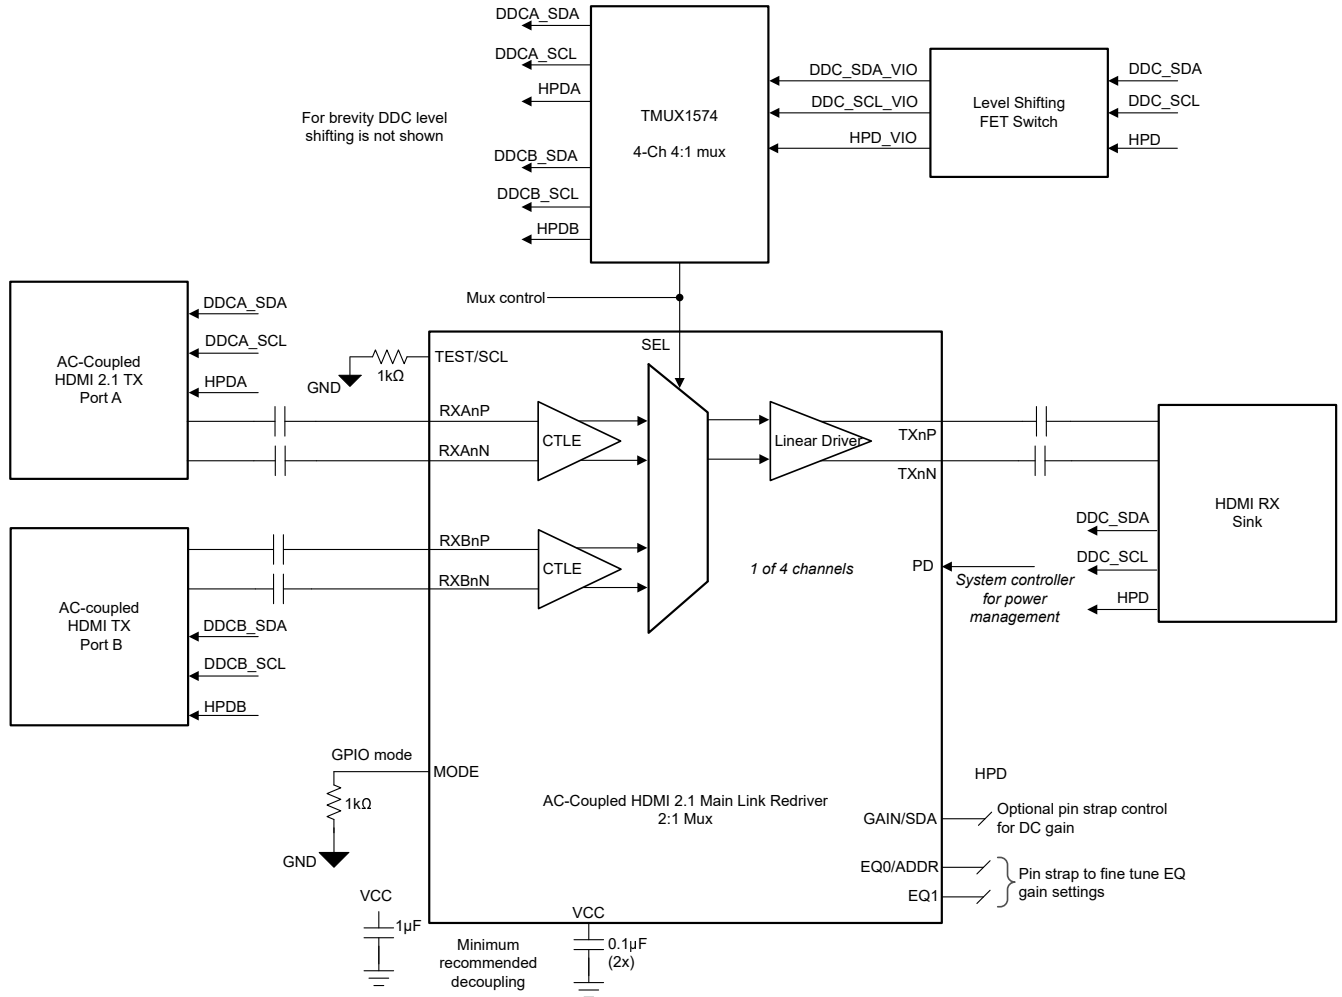 DDCA_SDA
DDCA_SCL
HPDA
DDCB_SDA
DDCB_SCL
HPDB
For brevity DDC level
shifting is not shown
TMUX1574
4-Ch 4:1 mux
DDC_SDA_VIO
DDC_SCL_VIO
HPD_VIO
Level Shifting
FET Switch
DDC_SDA
DDC_SCL
HPD
Mux control
AC-Coupled
HDMI 2.1 TX
Port A
DDCA_SDA
DDCA_SCL
HPDA
GND
1kΩ
TEST/SCL
SEL
RXAnP
RXAnN
CTLE
Linear Driver
TXnP
TXnN
AC-coupled
HDMI TX
Port B
DDCB_SDA
DDCB_SCL
HPDB
RXBnP
RXBnN
CTLE
1 of 4 channels
PD
System controller
for power
management
HDMI RX
Sink
DDC_SDA
DDC_SCL
HPD
GPIO mode
MODE
1kΩ
GND
AC-Coupled HDMI 2.1 Main Link Redriver
2:1 Mux
HPD
GAIN/SDA
Optional pin strap control
for DC gain
EQ0/ADDR
EQ1
Pin strap to fine tune EQ
gain settings
VCC
1µF
Minimum
recommended
decoupling
VCC
0.1µF
(2x)